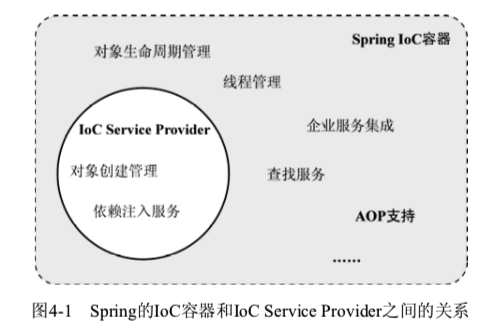 Spring IoC容器
对象生命周期管理
线程管理
IoC Service Provider
企业服务集成
对象创建管理
查找服务
依赖注入服务
AOP支持
......
图4-1 Spring的IoC容器和IoC Service Provider之间的关系